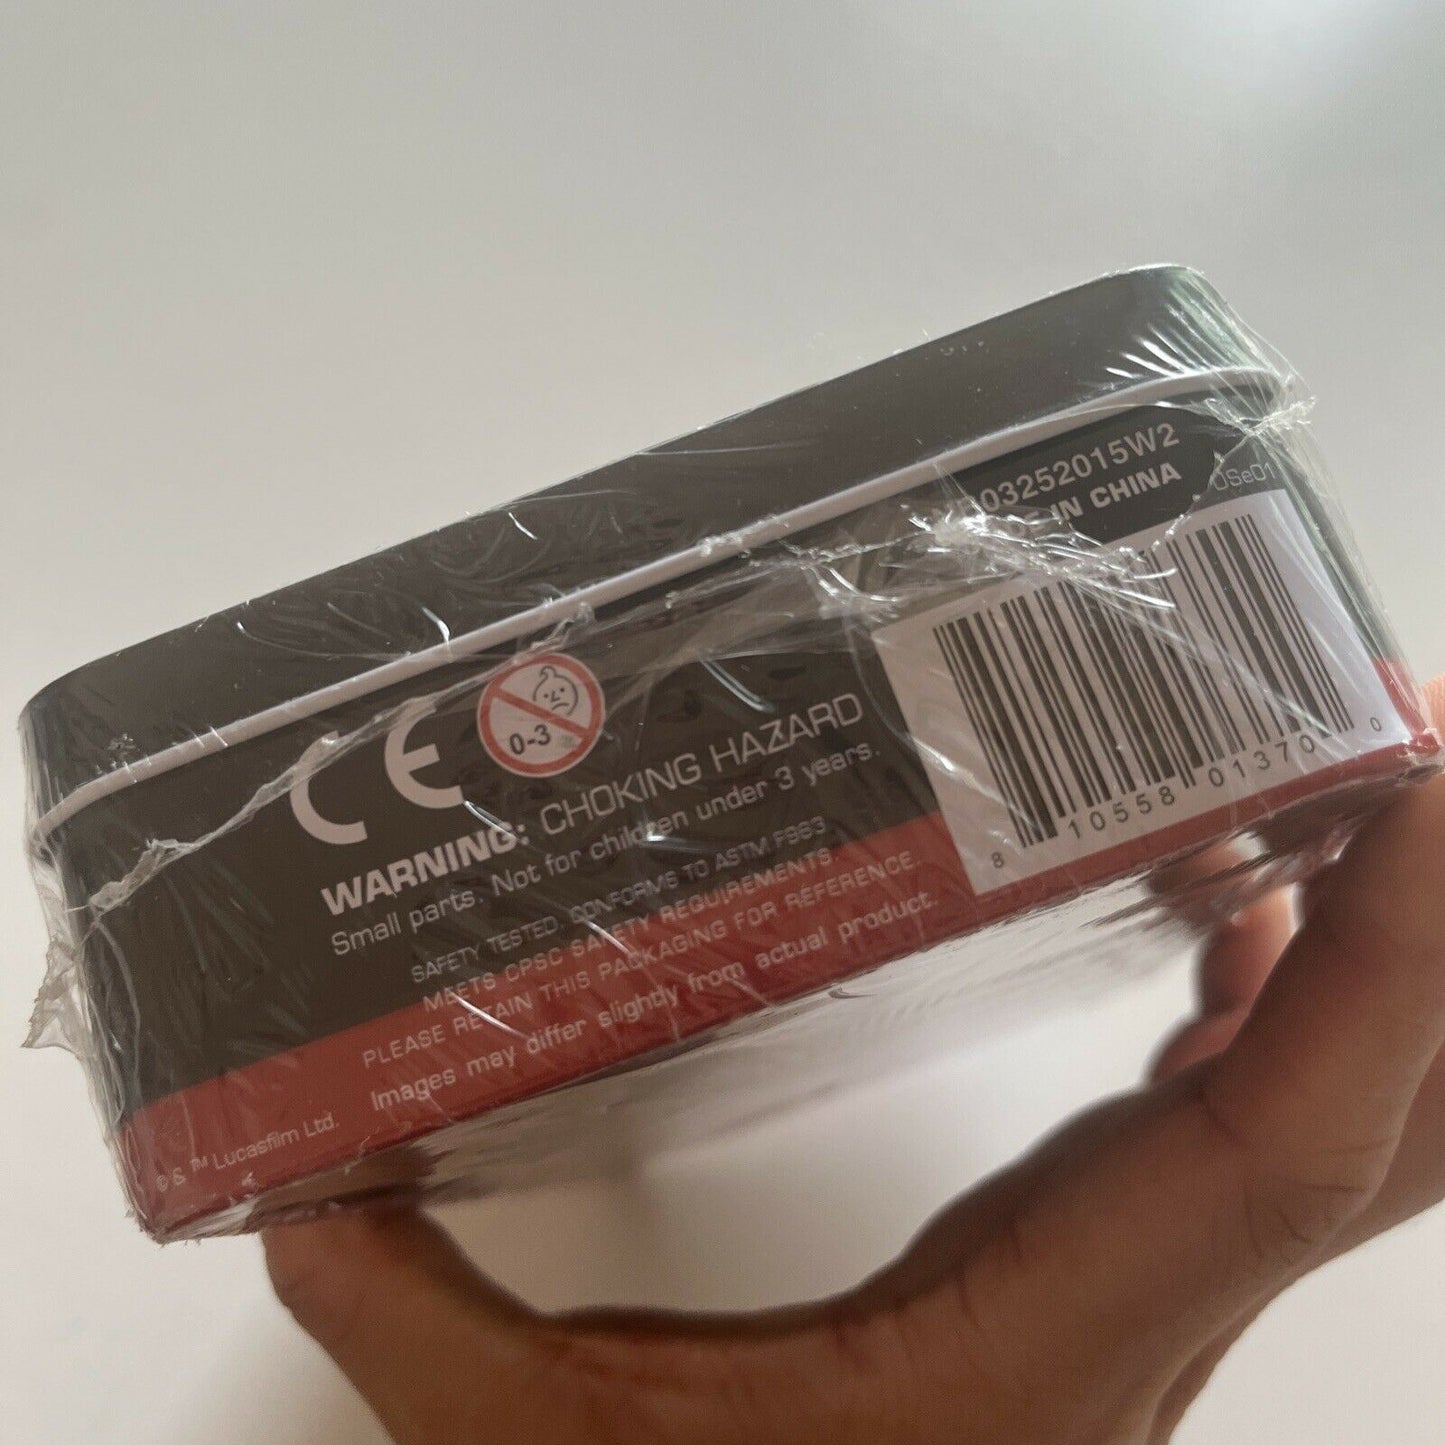 03252015W2
IN CHINA
DSe01
CE
0-3
WARNING: CHOKING HAZARD
Small parts. Not for children under 3 years.
SAFETY TESTED. CONFORMS TO ASTM F963
MEETS CPSC SAFETY REQUIREMENTS.
PLEASE RETAIN THIS PACKAGING FOR REFERENCE.
Images may differ slightly from actual product.
© & ™ Lucasfilm Ltd.
8 10558 01370 0